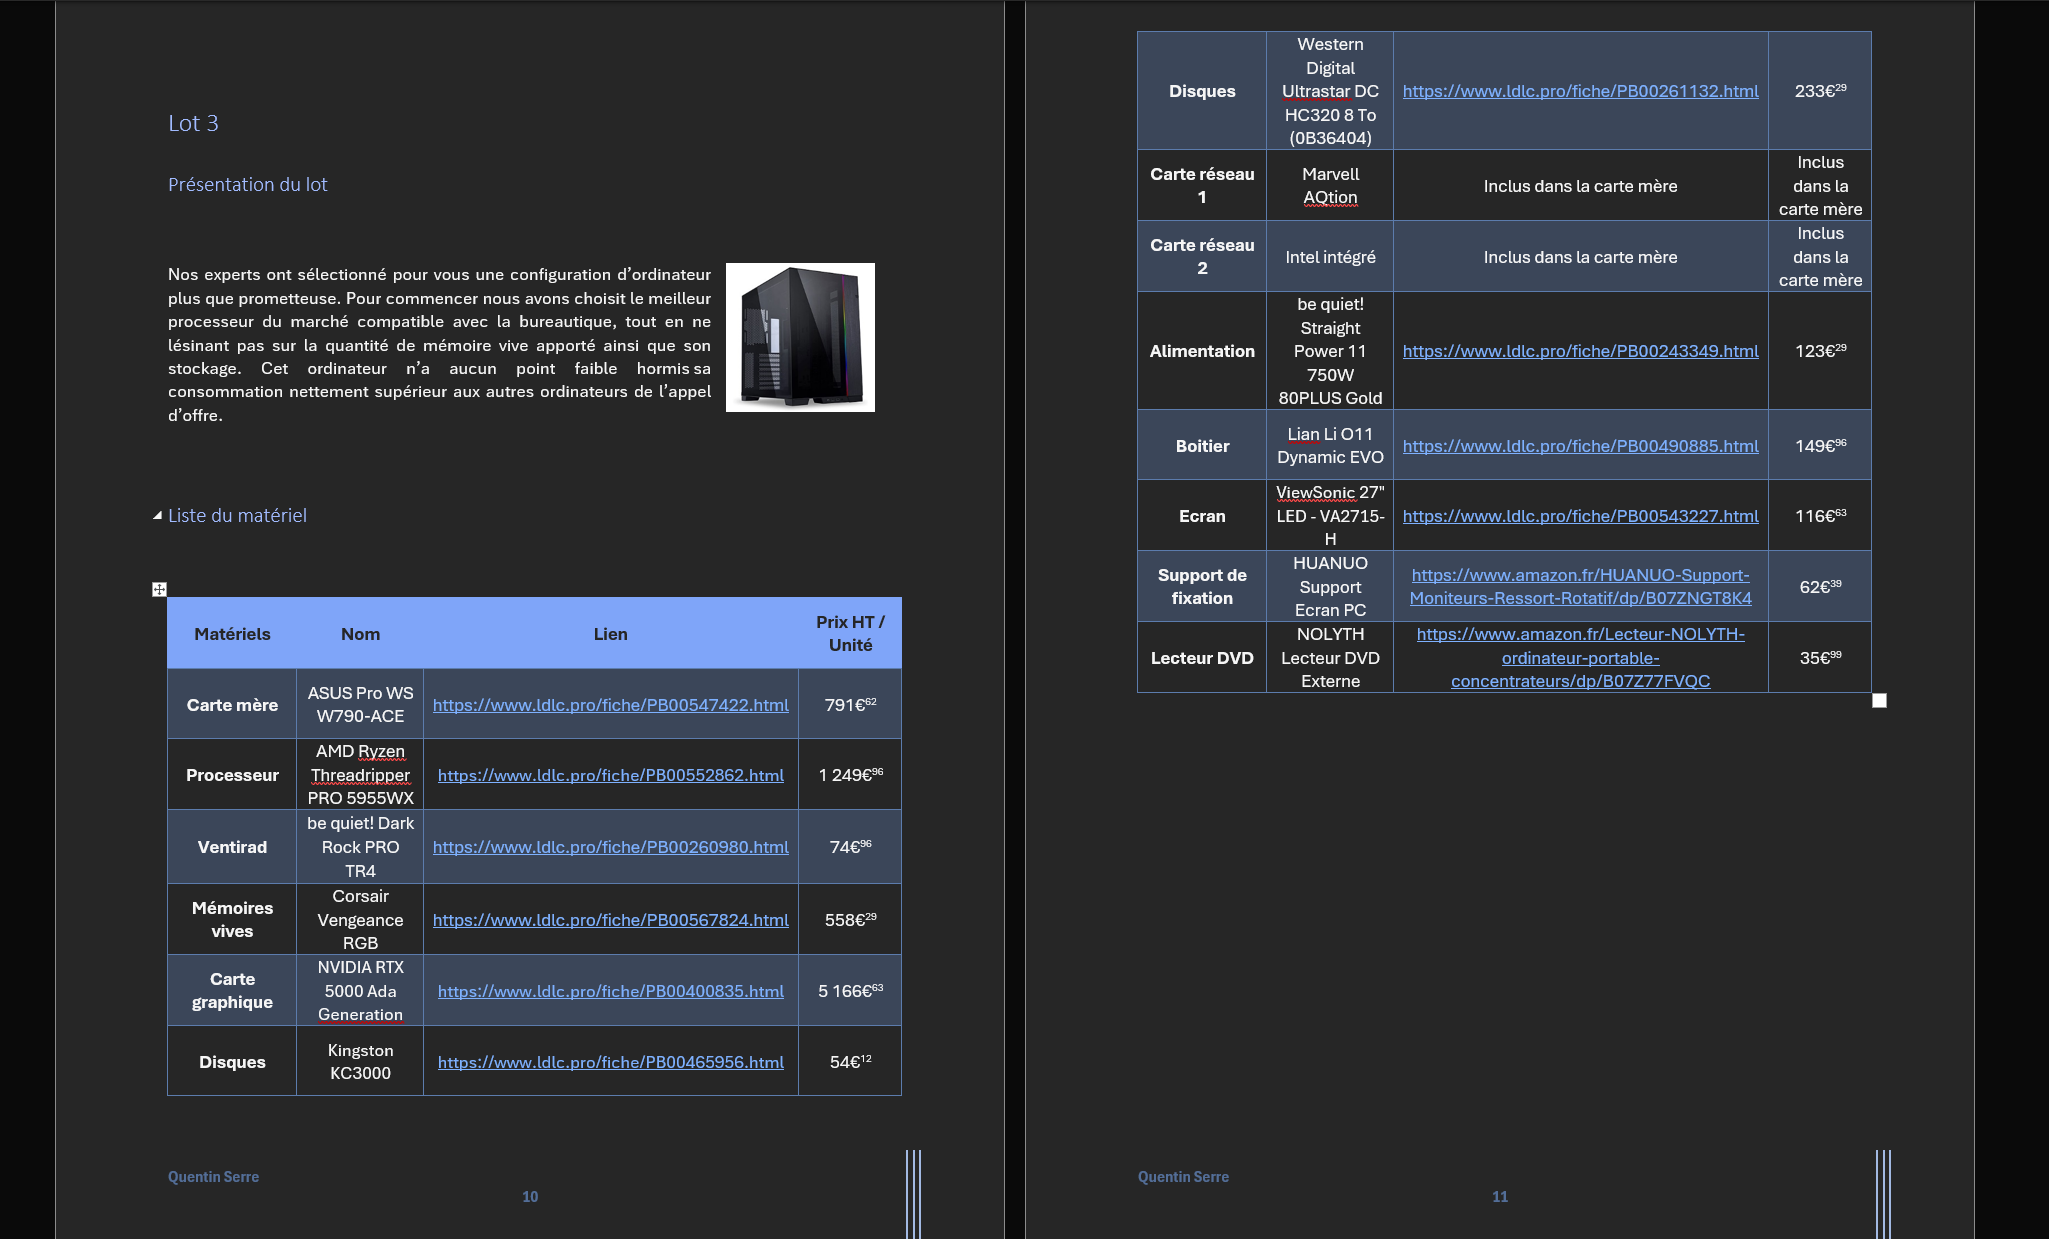 Lot 3
Présentation du lot
Nos experts ont sélectionné pour vous une configuration d’ordinateur
plus que prometteuse. Pour commencer nous avons choisit le meilleur
processeur du marché compatible avec la bureautique, tout en ne
lésinant pas sur la quantité de mémoire vive apporté ainsi que son
stockage. Cet ordinateur n’a aucun point faible hormis sa
consommation nettement supérieur aux autres ordinateurs de l’appel
d’offre.
Liste du matériel
Matériels Nom Lien Prix HT /
Unité
Carte mère
ASUS Pro WS
W790-ACE
https://www.ldlc.pro/fiche/PB00547422.html
791€62
Processeur
AMD Ryzen
Threadripper
PRO 5955WX
https://www.ldlc.pro/fiche/PB00552862.html
1 249€96
Ventirad
be quiet! Dark
Rock PRO
TR4
https://www.ldlc.pro/fiche/PB00260980.html
74€96
Mémoires
vives
Corsair
Vengeance
RGB
https://www.ldlc.pro/fiche/PB00567824.html
558€29
Carte
graphique
NVIDIA RTX
5000 Ada
Generation
https://www.ldlc.pro/fiche/PB00400835.html
5 166€63
Disques
Kingston
KC3000
https://www.ldlc.pro/fiche/PB00465956.html
54€12
Quentin Serre
10
Disques
Western
Digital
Ultrastar DC
HC320 8 To
(0B36404)
https://www.ldlc.pro/fiche/PB00261132.html
233€29
Carte réseau
1
Marvell
AQtion
Inclus dans la carte mère
Inclus
dans la
carte mère
Carte réseau
2
Intel intégré
Inclus dans la carte mère
Inclus
dans la
carte mère
Alimentation
be quiet!
Straight
Power 11
750W
80PLUS Gold
https://www.ldlc.pro/fiche/PB00243349.html
123€29
Boitier
Lian Li O11
Dynamic EVO
https://www.ldlc.pro/fiche/PB00490885.html
149€96
Ecran
ViewSonic 27"
LED - VA2715-
H
https://www.ldlc.pro/fiche/PB00543227.html
116€63
Support de
fixation
HUANUO
Support
Ecran PC
https://www.amazon.fr/HUANUO-Support-
Moniteurs-Ressort-Rotatif/dp/B07ZNGT8K4
62€39
Lecteur DVD
NOLYTH
Lecteur DVD
Externe
https://www.amazon.fr/Lecteur-NOLYTH-
ordinateur-portable-
concentrateurs/dp/B07Z77FVQC
35€99
Quentin Serre
11